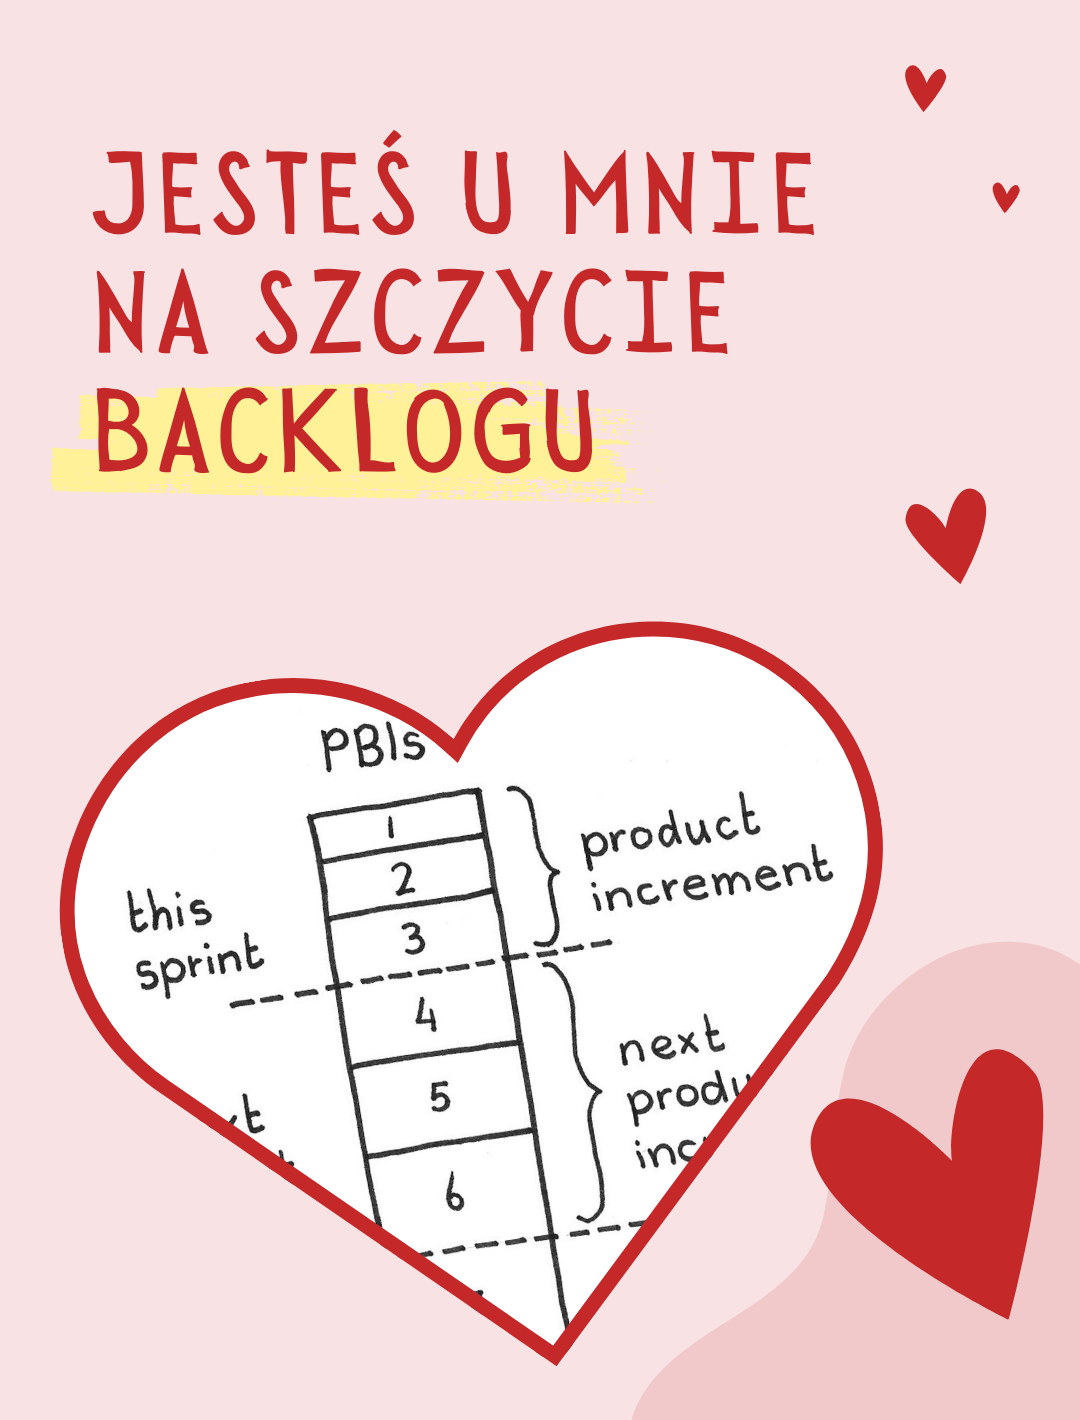 JESTEŚ U MNIE
NA SZCZYCIE
BACKLOGU
PBIs
1
2
3
4
5
6
this
sprint
product
increment
next